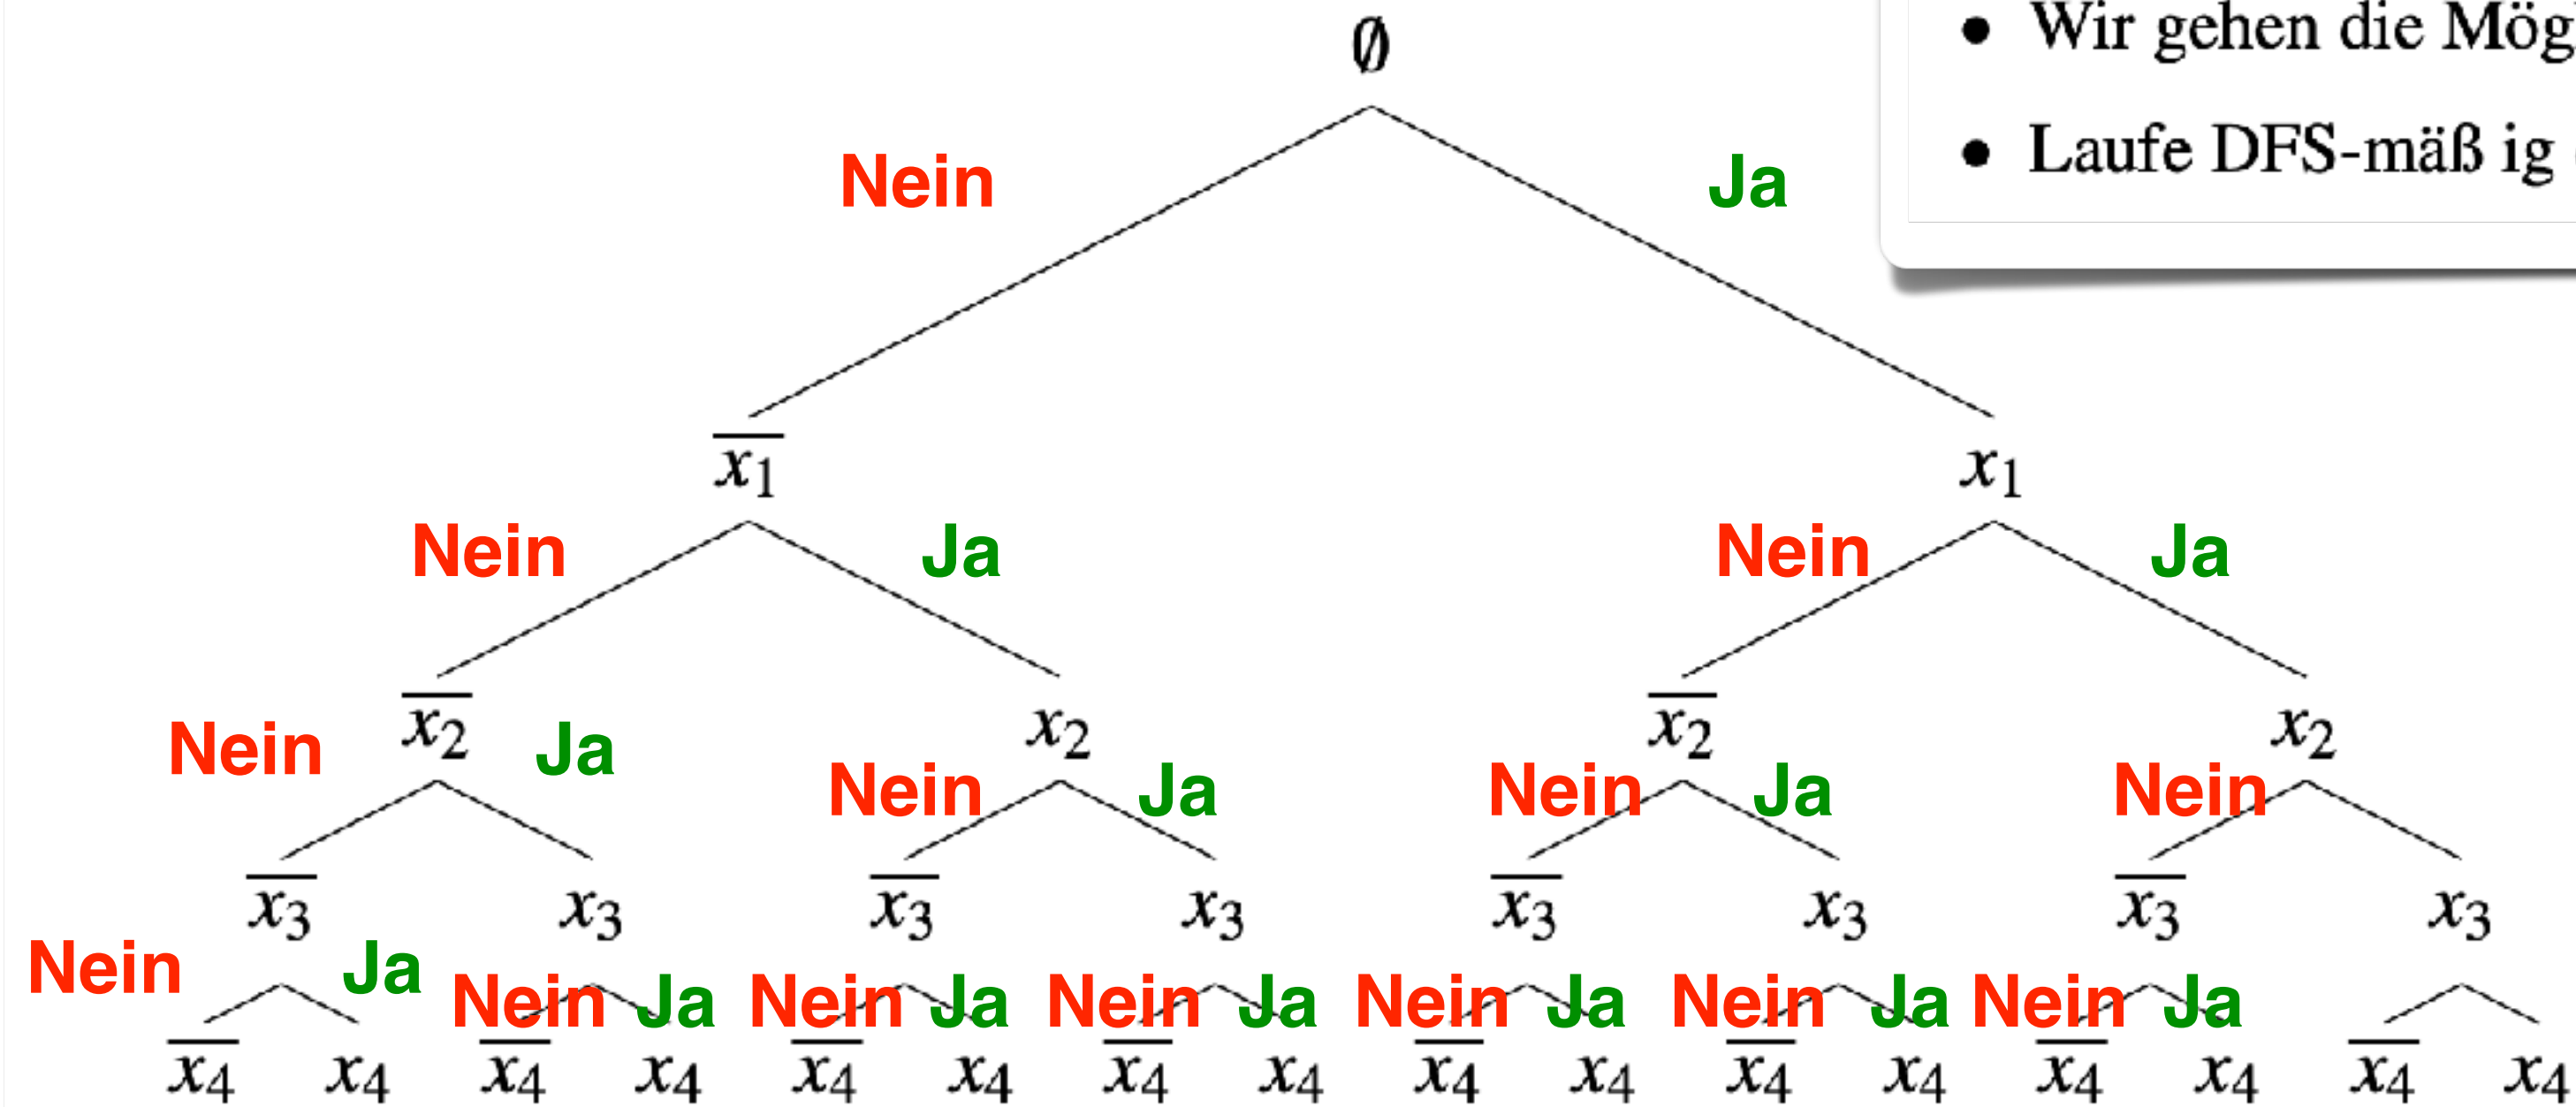 ∅
• Wir gehen die Mög
• Laufe DFS-mäß ig
Nein Ja
x̅₁ x₁
Nein Ja Nein Ja
x̅₂ x₂ x̅₂ x₂
Nein Ja Nein Ja Nein Ja Nein
x̅₃ x₃ x̅₃ x₃ x̅₃ x₃ x̅₃ x₃
Nein Ja Nein Ja Nein Ja Nein Ja Nein Ja Nein Ja Nein Ja
x̅₄ x₄ x̅₄ x₄ x̅₄ x₄ x̅₄ x₄ x̅₄ x₄ x̅₄ x₄ x̅₄ x₄ x̅₄ x₄